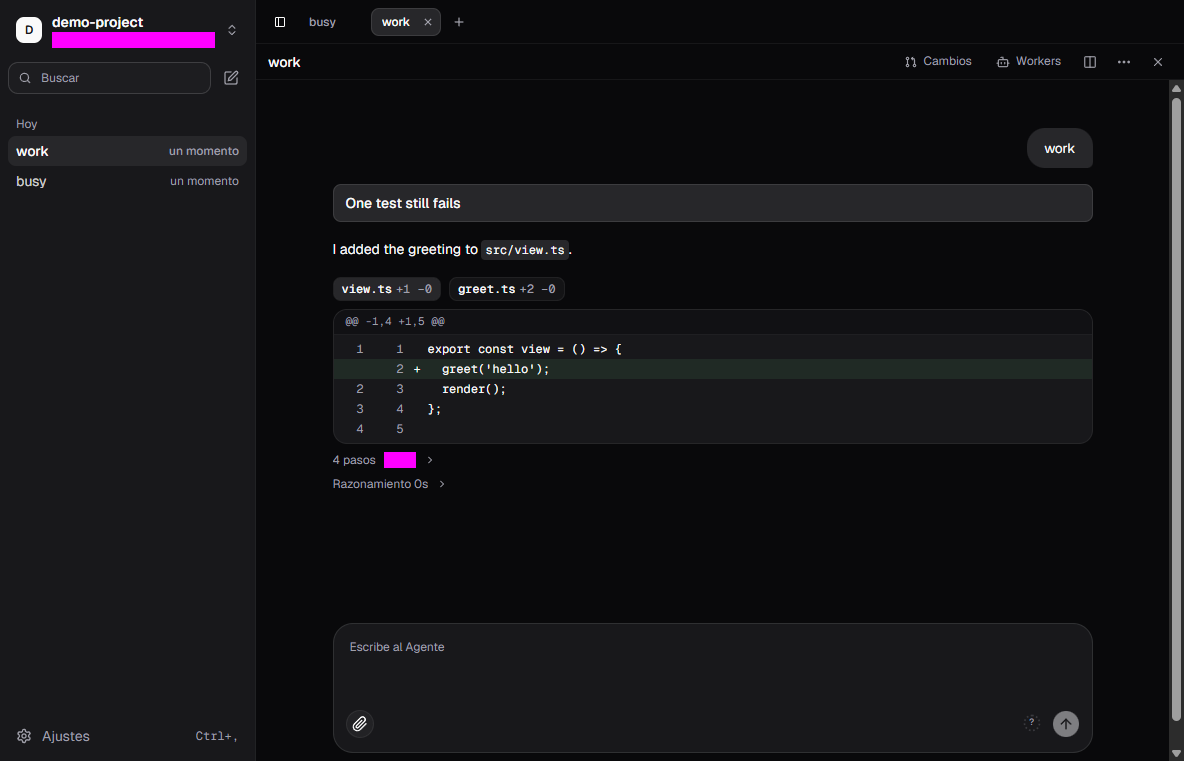 D
demo-project
Buscar
Hoy
work un momento
busy un momento
Ajustes Ctrl+,
busy work
work Cambios Workers
work
One test still fails
I added the greeting to src/view.ts.
view.ts +1 −0 greet.ts +2 −0
@@ -1,4 +1,5 @@
1 1 export const view = () => {
2 + greet('hello');
2 3 render();
3 4 };
4 5
4 pasos
Razonamiento 0s
Escribe al Agente
?